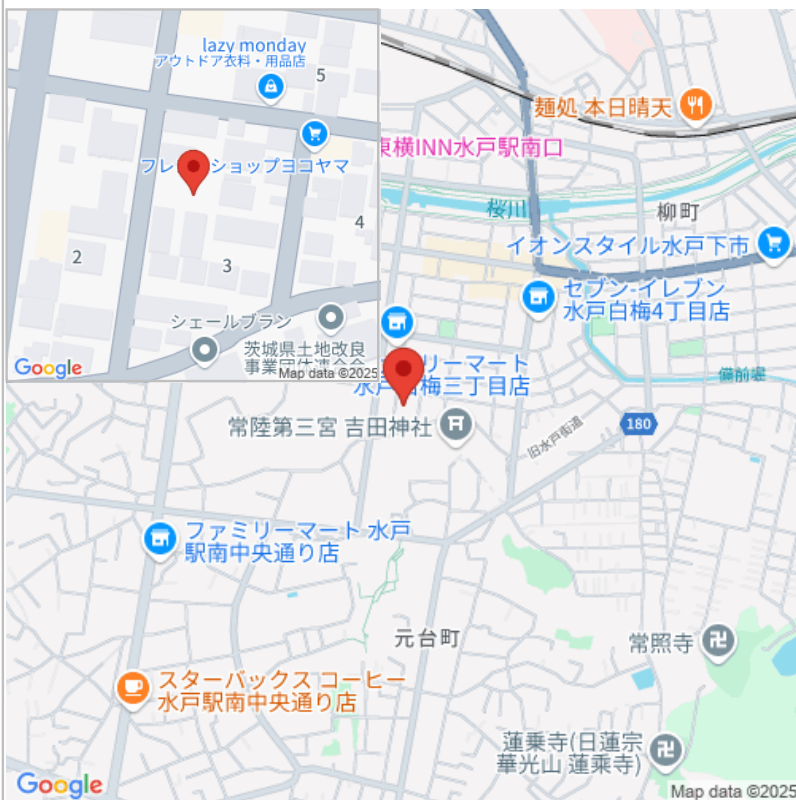 lazy monday
アウトドア衣料・用品店
5
フレ
ショップヨコヤマ
4
2
3
シェールブラン
茨城県土地改良
事業団体連合会
Google
Map data ©2025
麺処 本日晴天
東横INN水戸駅南口
桜川
柳町
イオンスタイル水戸下市
セブン-イレブン
水戸白梅4丁目店
リーマート
水戸白梅三丁目店
備前堀
常陸第三宮 吉田神社
旧水戸街道
180
ファミリーマート 水戸
駅南中央通り店
元台町
常照寺
スターバックス コーヒー
水戸駅南中央通り店
蓮乗寺(日蓮宗
華光山 蓮乗寺)
Google
Map data ©2025